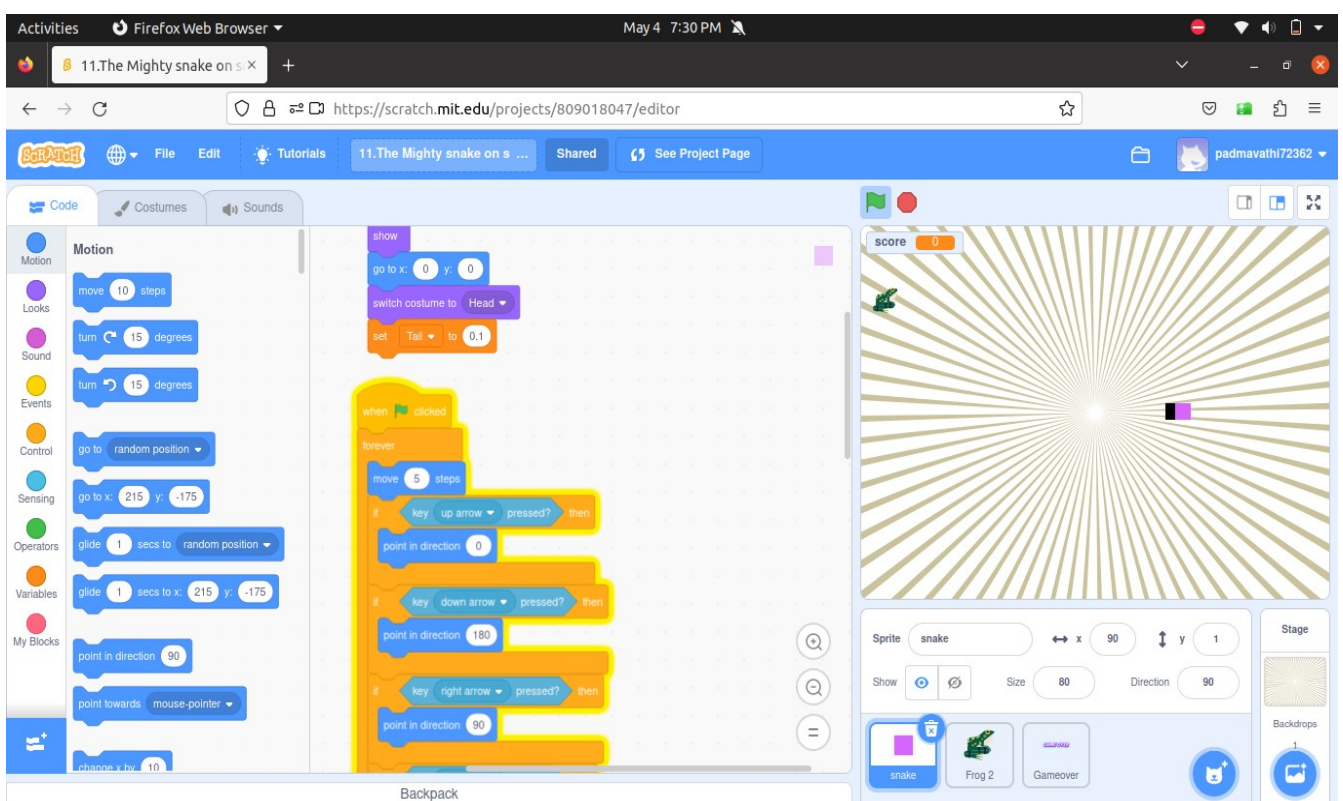 Activities Firefox Web Browser May 4 7:30 PM
11.The Mighty snake on s
https://scratch.mit.edu/projects/809018047/editor
SCRATCH File Edit Tutorials 11.The Mighty snake on s ... Shared See Project Page padmavathi72362
Code Costumes Sounds
Motion
Looks
Sound
Events
Control
Sensing
Operators
Variables
My Blocks
Motion
move 10 steps
turn 15 degrees
turn 15 degrees
go to random position
go to x: 215 y: -175
glide 1 secs to random position
glide 1 secs to x: 215 y: -175
point in direction 90
point towards mouse-pointer
change x by 10
show
go to x: 0 y: 0
switch costume to Head
set Tail to 0.1
when clicked
forever
move 5 steps
if key up arrow pressed? then
point in direction 0
if key down arrow pressed? then
point in direction 180
if key right arrow pressed? then
point in direction 90
Backpack
score 0
Sprite snake x 90 y 1
Show Size 80 Direction 90
snake
Frog 2
GAME OVER
Gameover
Stage
Backdrops
1